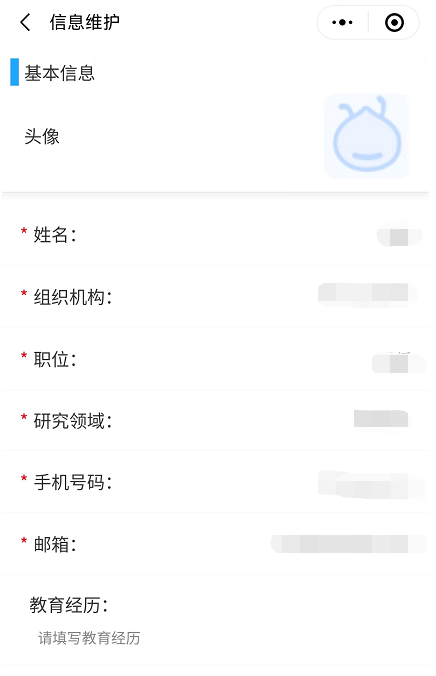 信息维护
基本信息
头像
* 姓名：
* 组织机构：
* 职位：
* 研究领域：
* 手机号码：
* 邮箱：
教育经历：
请填写教育经历